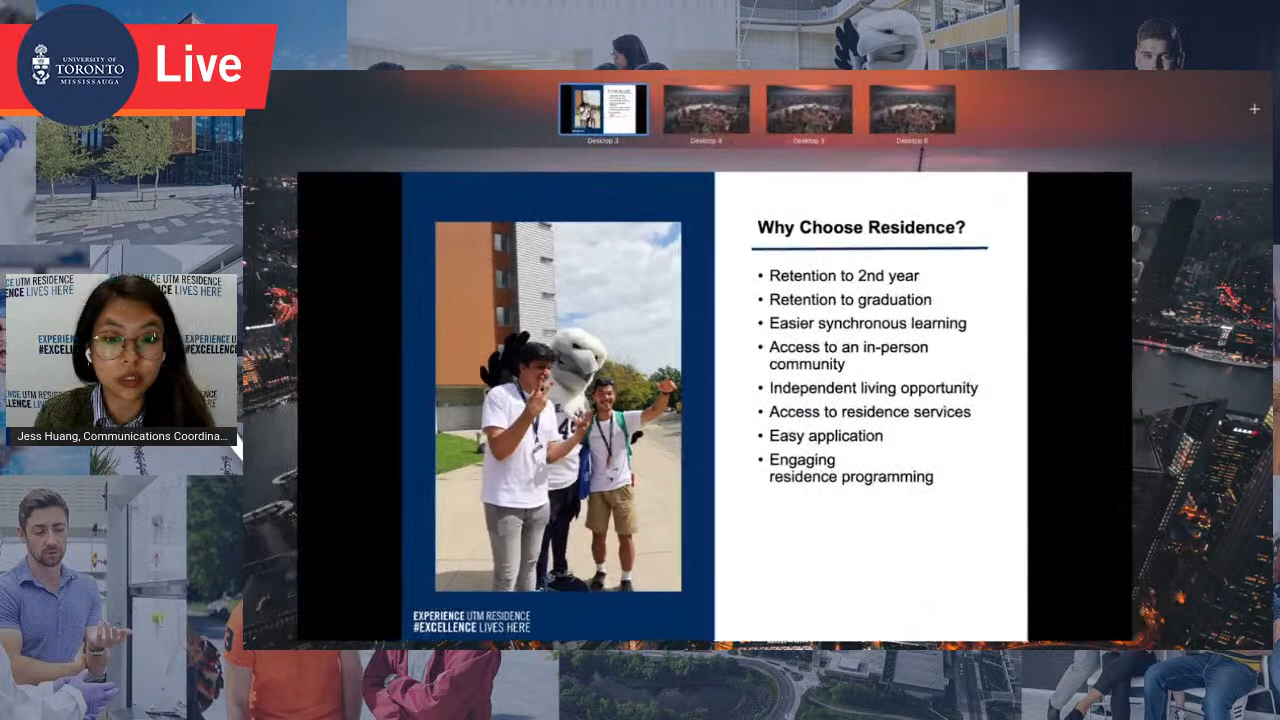 UNIVERSITY OF
TORONTO
MISSISSAUGA
Live
Desktop 3
Desktop 4
Desktop 5
Desktop 6
Why Choose Residence?
• Retention to 2nd year
• Retention to graduation
• Easier synchronous learning
• Access to an in-person
community
• Independent living opportunity
• Access to residence services
• Easy application
• Engaging
residence programming
EXPERIENCE UTM RESIDENCE
#EXCELLENCE LIVES HERE
Jess Huang, Communications Coordina...